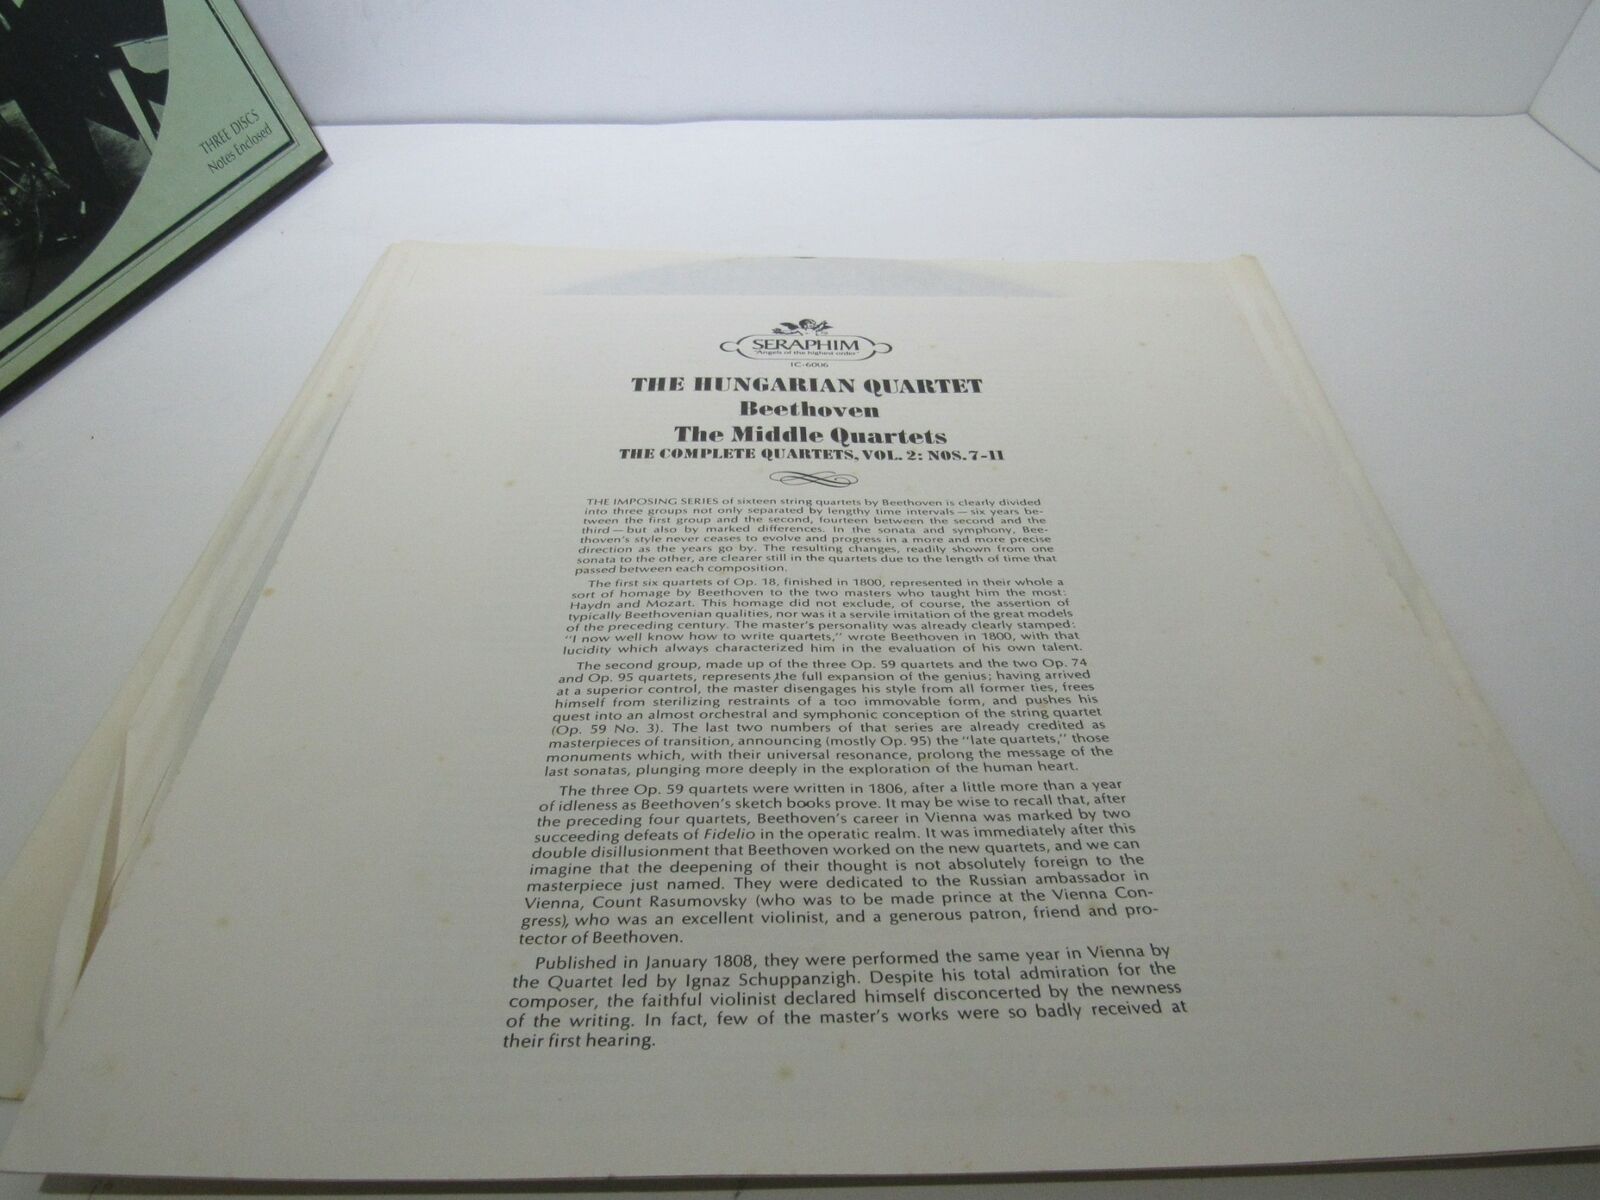 THREE DISCS
Notes Enclosed
SERAPHIM
"Angels of the highest order"
IC-6006
THE HUNGARIAN QUARTET
Beethoven
The Middle Quartets
THE COMPLETE QUARTETS, VOL. 2: NOS. 7-11
THE IMPOSING SERIES of sixteen string quartets by Beethoven is clearly divided
into three groups not only separated by lengthy time intervals — six years be-
tween the first group and the second, fourteen between the second and the
third — but also by marked differences. In the sonata and symphony, Bee-
thoven's style never ceases to evolve and progress in a more and more precise
direction as the years go by. The resulting changes, readily shown from one
sonata to the other, are clearer still in the quartets due to the length of time that
passed between each composition.
The first six quartets of Op. 18, finished in 1800, represented in their whole a
sort of homage by Beethoven to the two masters who taught him the most:
Haydn and Mozart. This homage did not exclude, of course, the assertion of
typically Beethovenian qualities, nor was it a servile imitation of the great models
of the preceding century. The master's personality was already clearly stamped:
"I now well know how to write quartets," wrote Beethoven in 1800, with that
lucidity which always characterized him in the evaluation of his own talent.
The second group, made up of the three Op. 59 quartets and the two Op. 74
and Op. 95 quartets, represents the full expansion of the genius; having arrived
at a superior control, the master disengages his style from all former ties, frees
himself from sterilizing restraints of a too immovable form, and pushes his
quest into an almost orchestral and symphonic conception of the string quartet
(Op. 59 No. 3). The last two numbers of that series are already credited as
masterpieces of transition, announcing (mostly Op. 95) the "late quartets," those
monuments which, with their universal resonance, prolong the message of the
last sonatas, plunging more deeply in the exploration of the human heart.
The three Op. 59 quartets were written in 1806, after a little more than a year
of idleness as Beethoven's sketch books prove. It may be wise to recall that, after
the preceding four quartets, Beethoven's career in Vienna was marked by two
succeeding defeats of Fidelio in the operatic realm. It was immediately after this
double disillusionment that Beethoven worked on the new quartets, and we can
imagine that the deepening of their thought is not absolutely foreign to the
masterpiece just named. They were dedicated to the Russian ambassador in
Vienna, Count Rasumovsky (who was to be made prince at the Vienna Con-
gress), who was an excellent violinist, and a generous patron, friend and pro-
tector of Beethoven.
Published in January 1808, they were performed the same year in Vienna by
the Quartet led by Ignaz Schuppanzigh. Despite his total admiration for the
composer, the faithful violinist declared himself disconcerted by the newness
of the writing. In fact, few of the master's works were so badly received at
their first hearing.